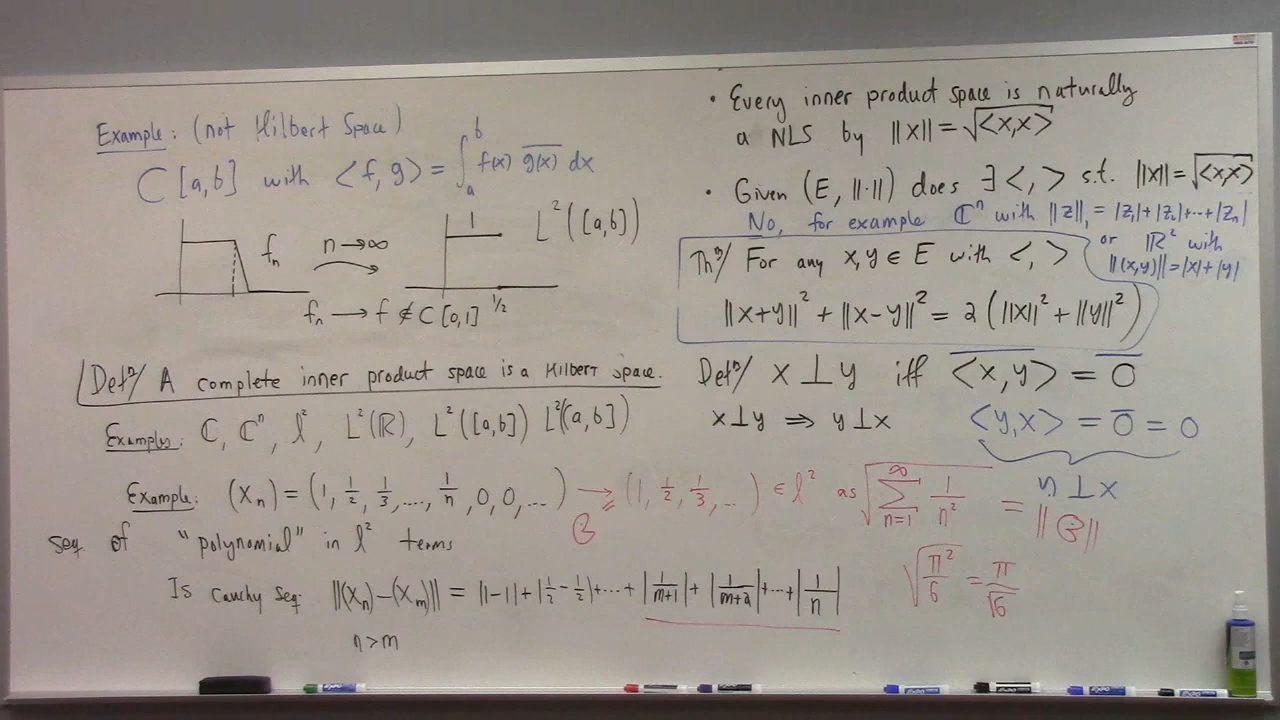 Example: (not Hilbert Space)
C[a,b] with <f, g> = ∫_a^b f(x) \overline{g(x)} dx
f_n
n → ∞
1
L²([a,b])
1/2
f_n → f ∉ C[0,1]
Defⁿ/ A complete inner product space is a Hilbert space.
Examples: ℂ, ℂⁿ, l², L²(ℝ), L²([a,b]) L²((a,b])
Example: (x_n) = (1, 1/2, 1/3, ...., 1/n, 0, 0, ...) → (1, 1/2, 1/3, ...) ∈ l² as √(∑_{n=1}^∞ 1/n²) = ||B||
B =
seq of "polynomial" in l² terms
√(π²/6) = π/√6
Is cauchy seq: ||(x_n) - (x_m)|| = |1-1| + |1/2 - 1/2| + ... + |1/(m+1)| + |1/(m+2)| + ... + |1/n|
n > m
• Every inner product space is naturally
a NLS by ||x|| = √<x,x>
• Given (E, ||·||) does ∃ <,> s.t. ||x|| = √<x,x>
No, for example ℂⁿ with ||z||₁ = |z₁|+|z₂|+...+|z_n|
or ℝ² with
||(x,y)|| = |x|+|y|
Thᵐ/ For any x,y ∈ E with <,>
||x+y||² + ||x-y||² = 2(||x||² + ||y||²)
Defⁿ/ x ⊥ y iff \overline{<x,y>} = \overline{0}
x⊥y ⟹ y⊥x
<y,x> = \overline{0} = 0
y ⊥ x